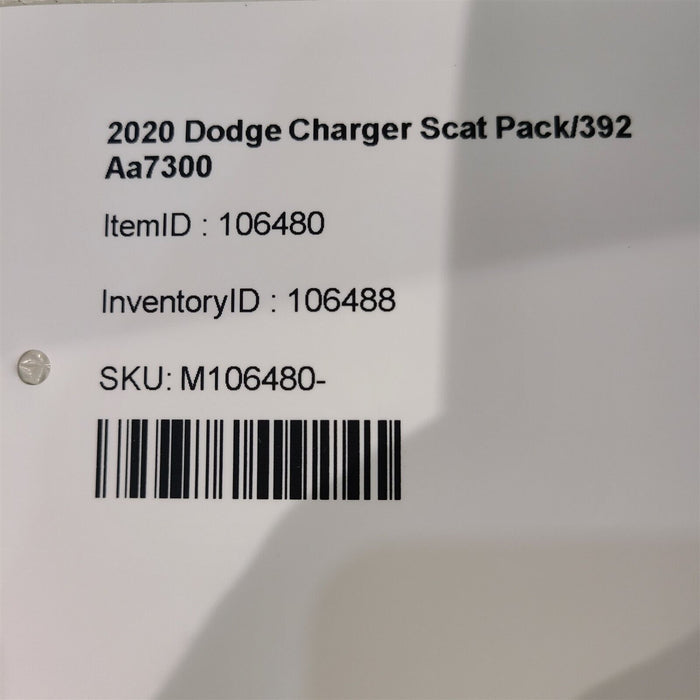 2020 Dodge Charger Scat Pack/392
Aa7300
ItemID : 106480
InventoryID : 106488
SKU: M106480-